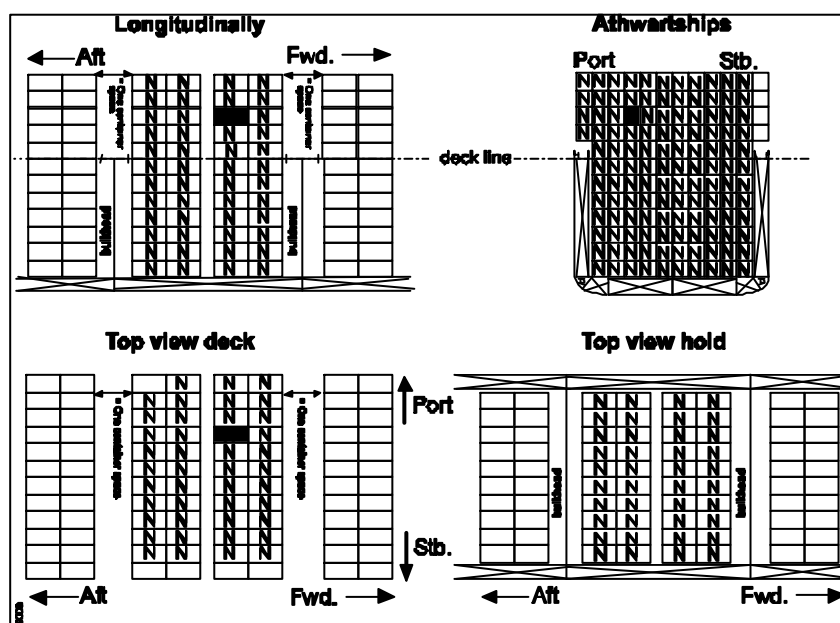 Longitudinally
Aft
Fwd.
= One container space
= One container space
bulkhead
bulkhead
Athwartships
Port
Stb.
deck line
Top view deck
= One container space
= One container space
Port
Stb.
Aft
Fwd.
Top view hold
bulkhead
bulkhead
Aft
Fwd.